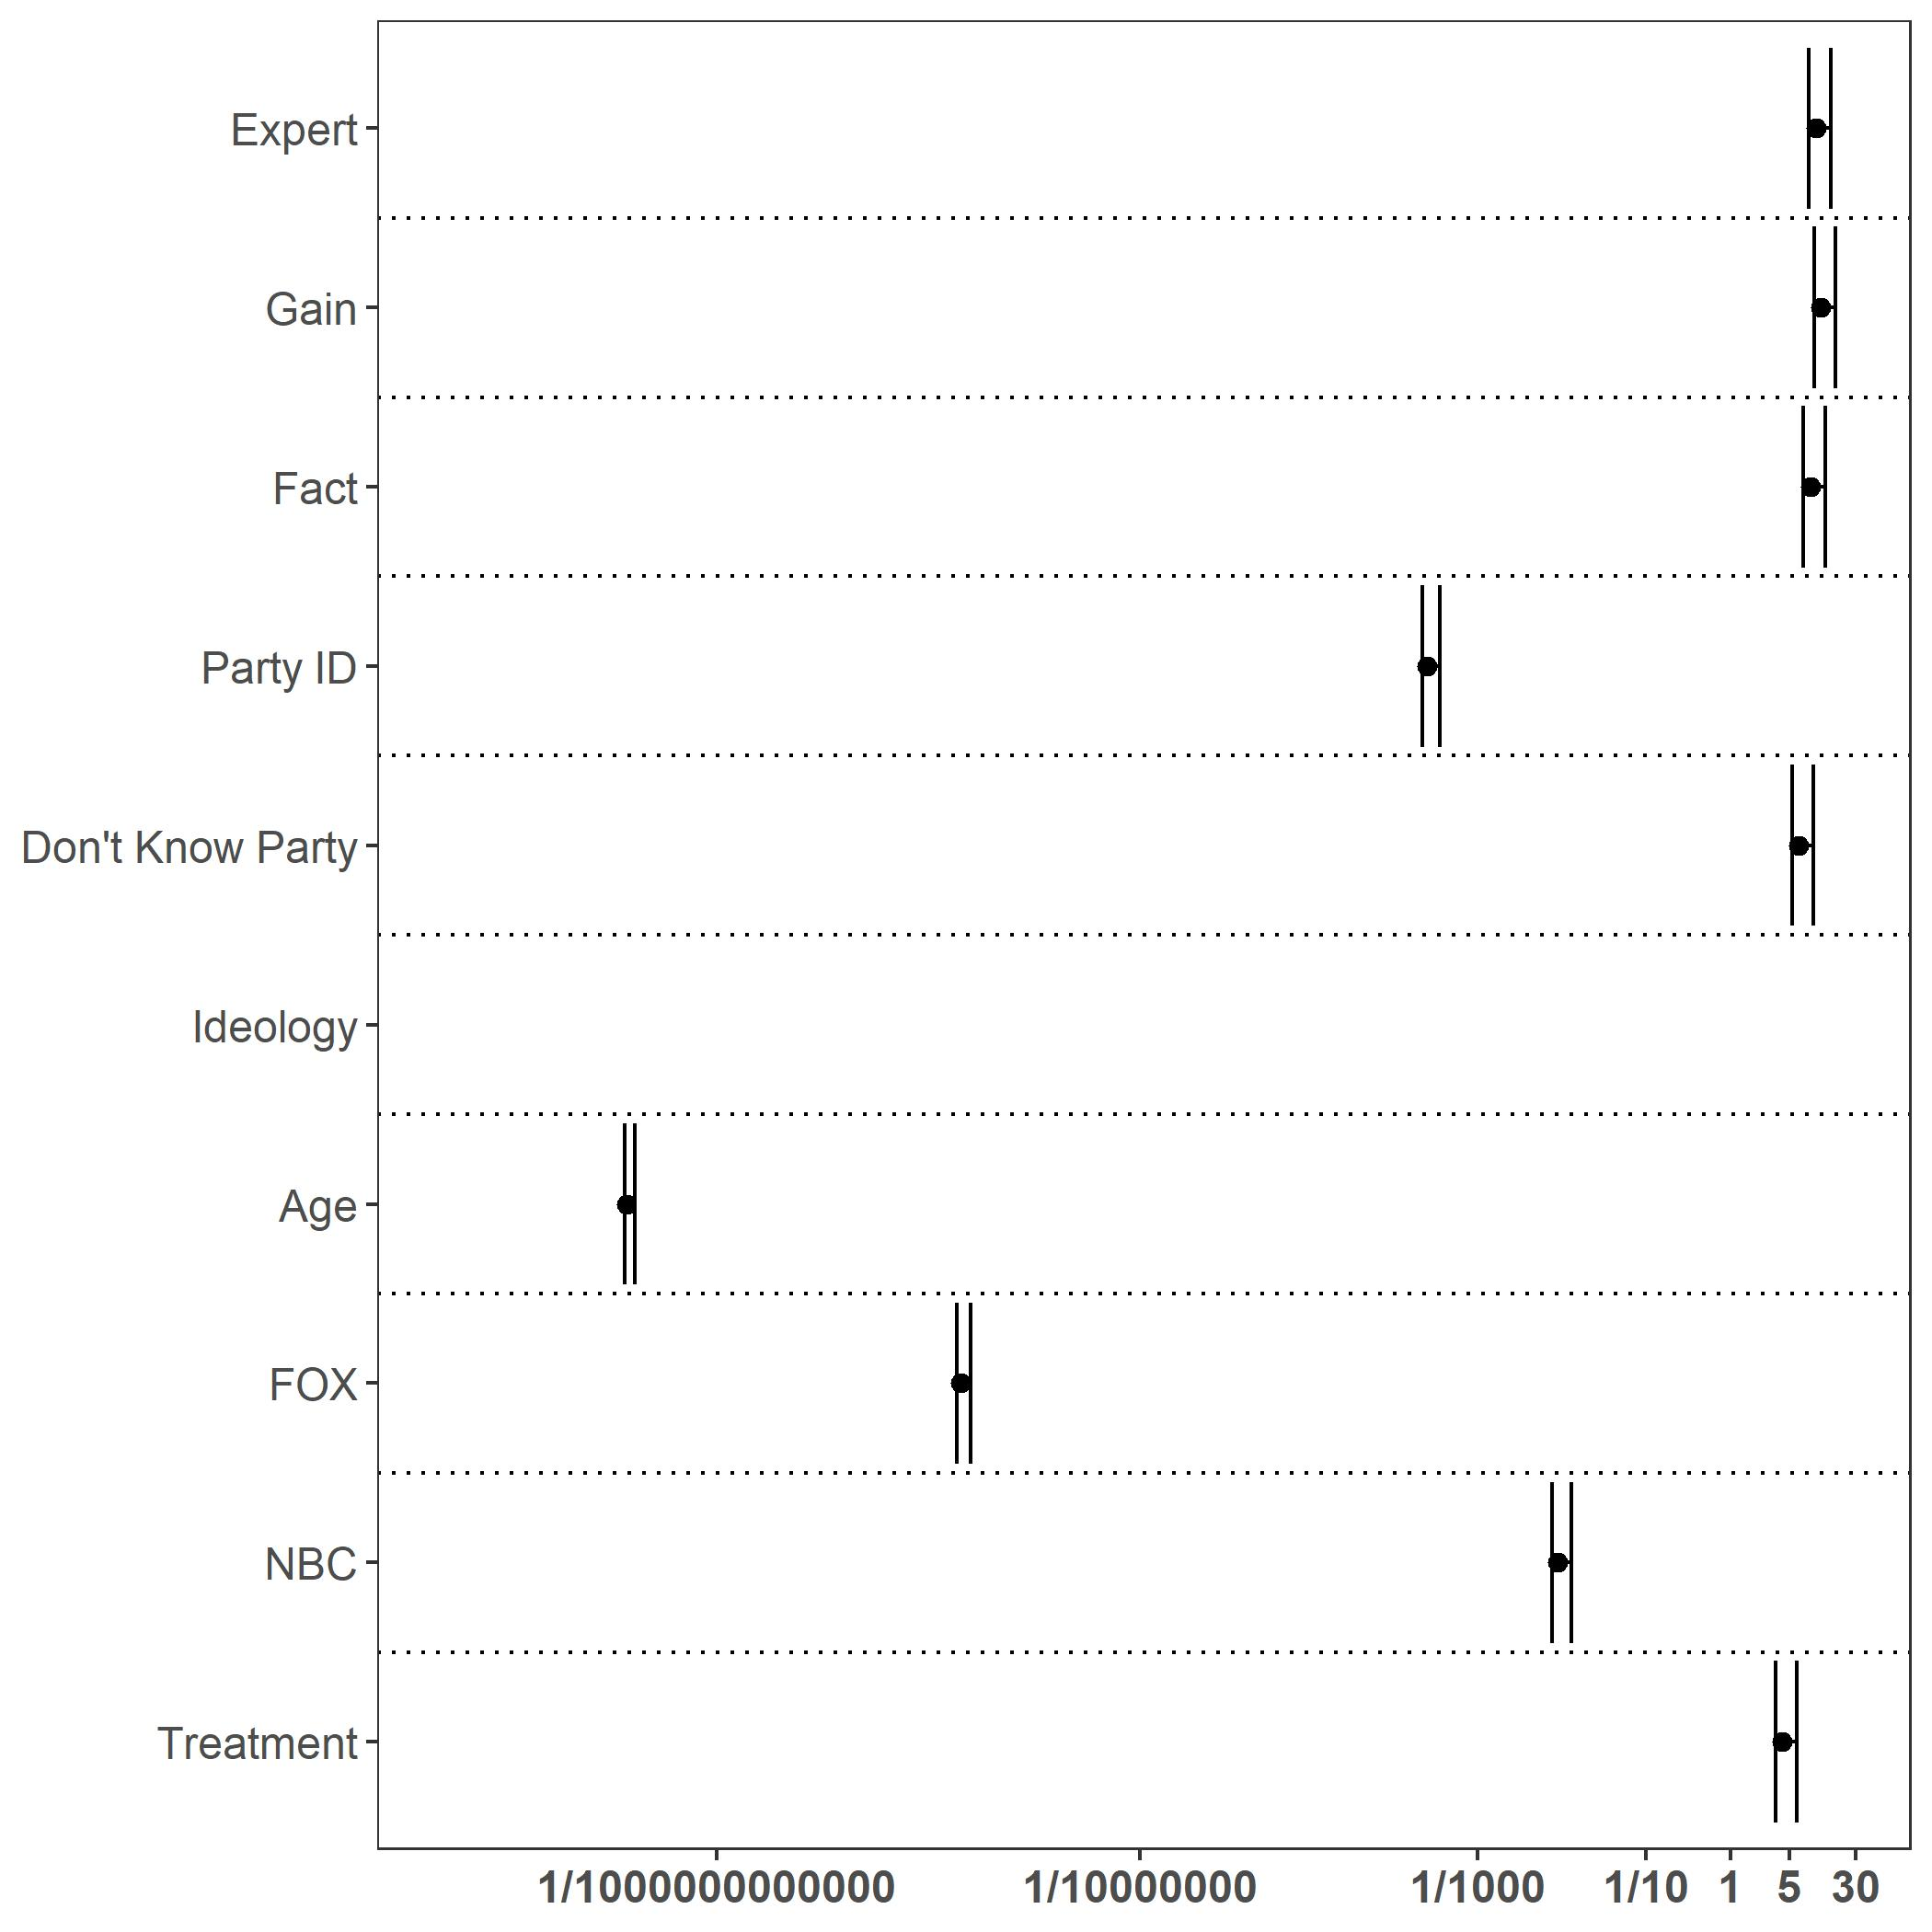 Expert
Gain
Fact
Party ID
Don't Know Party
Ideology
Age
FOX
NBC
Treatment
1/1000000000000 1/10000000 1/1000 1/10 1 5 30